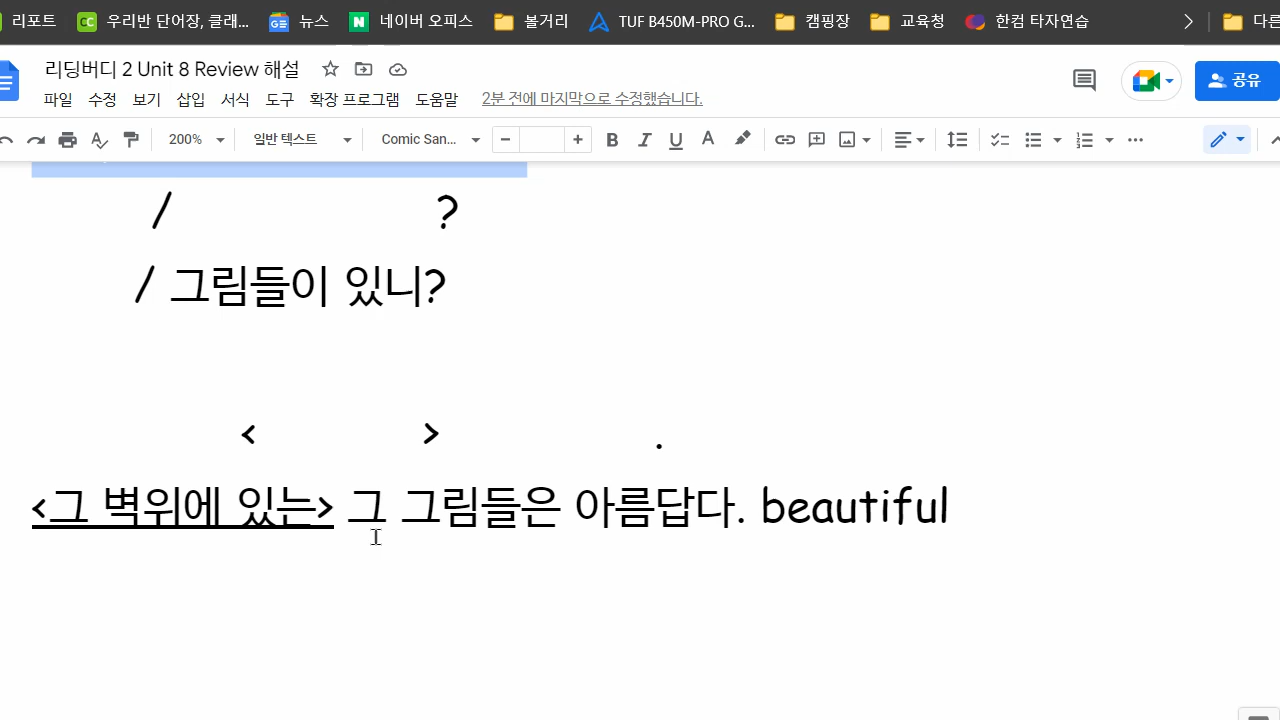 리포트 CC 우리반 단어장, 클래... 뉴스 N 네이버 오피스 볼거리 TUF B450M-PRO G... 캠핑장 교육청 한컴 타자연습 다른
리딩버디 2 Unit 8 Review 해설
파일 수정 보기 삽입 서식 도구 확장 프로그램 도움말 2분 전에 마지막으로 수정했습니다. 공유
200% 일반 텍스트 Comic San... − + B I U A
/ ?
/ 그림들이 있니?
< > .
<그 벽위에 있는> 그 그림들은 아름답다. beautiful